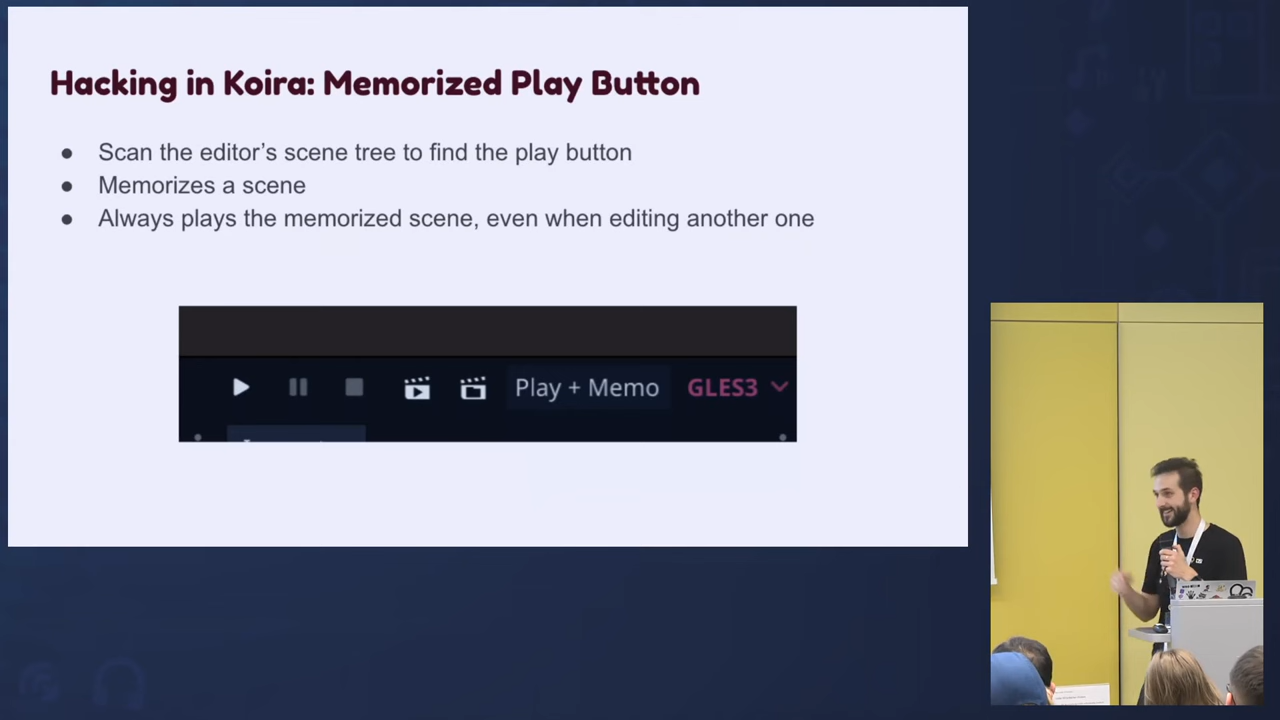 Hacking in Koira: Memorized Play Button
● Scan the editor's scene tree to find the play button
● Memorizes a scene
● Always plays the memorized scene, even when editing another one
Play + Memo GLES3